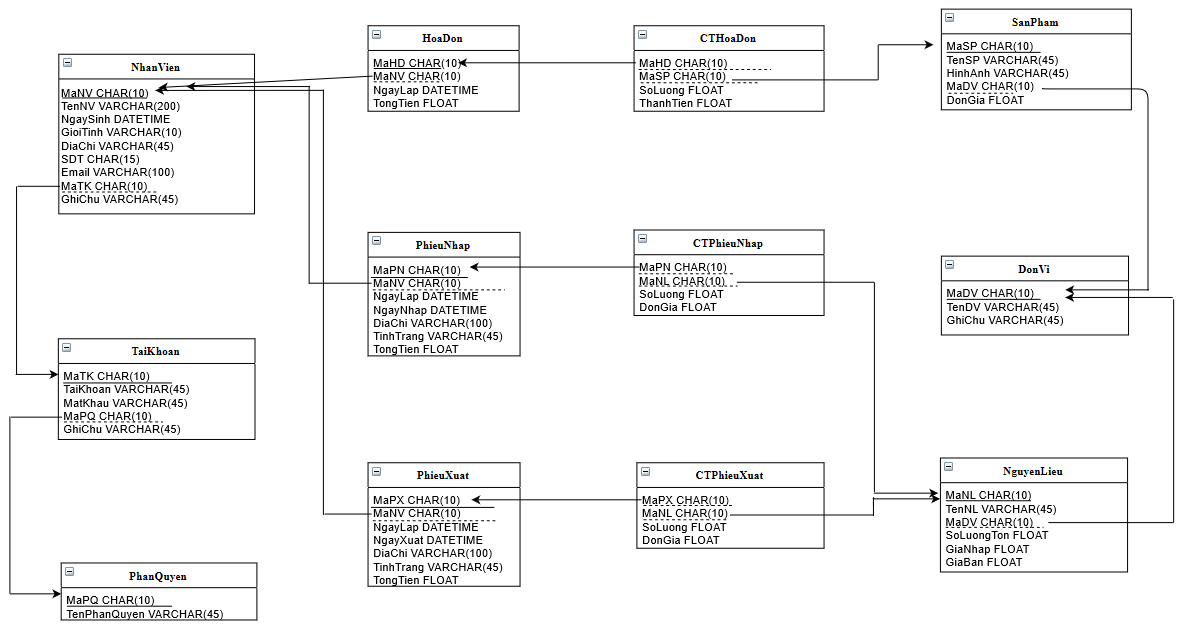 NhanVien
MaNV CHAR(10)
TenNV VARCHAR(200)
NgaySinh DATETIME
GioiTinh VARCHAR(10)
DiaChi VARCHAR(45)
SDT CHAR(15)
Email VARCHAR(100)
MaTK CHAR(10)
GhiChu VARCHAR(45)
TaiKhoan
MaTK CHAR(10)
TaiKhoan VARCHAR(45)
MatKhau VARCHAR(45)
MaPQ CHAR(10)
GhiChu VARCHAR(45)
PhanQuyen
MaPQ CHAR(10)
TenPhanQuyen VARCHAR(45)
HoaDon
MaHD CHAR(10)
MaNV CHAR(10)
NgayLap DATETIME
TongTien FLOAT
PhieuNhap
MaPN CHAR(10)
MaNV CHAR(10)
NgayLap DATETIME
NgayNhap DATETIME
DiaChi VARCHAR(100)
TinhTrang VARCHAR(45)
TongTien FLOAT
PhieuXuat
MaPX CHAR(10)
MaNV CHAR(10)
NgayLap DATETIME
NgayXuat DATETIME
DiaChi VARCHAR(100)
TinhTrang VARCHAR(45)
TongTien FLOAT
CTHoaDon
MaHD CHAR(10)
MaSP CHAR(10)
SoLuong FLOAT
ThanhTien FLOAT
CTPhieuNhap
MaPN CHAR(10)
MaNL CHAR(10)
SoLuong FLOAT
DonGia FLOAT
CTPhieuXuat
MaPX CHAR(10)
MaNL CHAR(10)
SoLuong FLOAT
DonGia FLOAT
SanPham
MaSP CHAR(10)
TenSP VARCHAR(45)
HinhAnh VARCHAR(45)
MaDV CHAR(10)
DonGia FLOAT
DonVi
MaDV CHAR(10)
TenDV VARCHAR(45)
GhiChu VARCHAR(45)
NguyenLieu
MaNL CHAR(10)
TenNL VARCHAR(45)
MaDV CHAR(10)
SoLuongTon FLOAT
GiaNhap FLOAT
GiaBan FLOAT